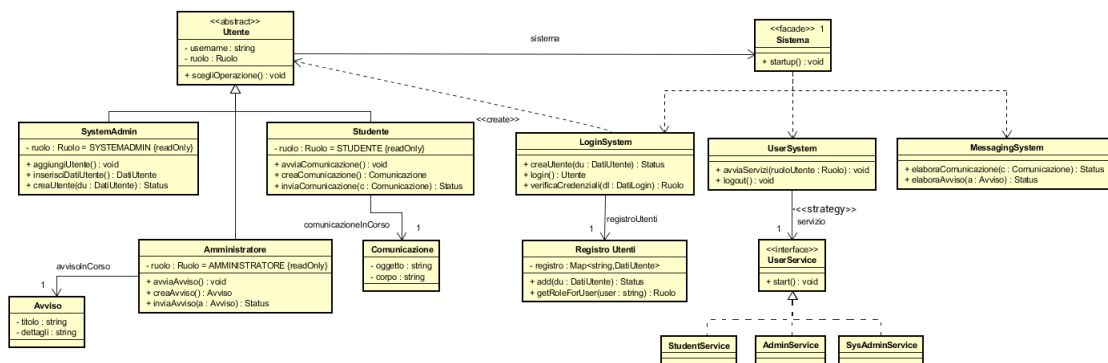 <<abstract>>
Utente
- username : string
- ruolo : Ruolo
+ scegliOperazione() : void
sistema
<<facade>> 1
Sistema
+ startup() : void
<<create>>
SystemAdmin
- ruolo : Ruolo = SYSTEMADMIN {readOnly}
+ aggiungiUtente() : void
+ inserisciDatiUtente() : DatiUtente
+ creaUtente(du : DatiUtente) : Status
Studente
- ruolo : Ruolo = STUDENTE {readOnly}
+ avviaComunicazione() : void
+ creaComunicazione() : Comunicazione
+ inviaComunicazione(c : Comunicazione) : Status
LoginSystem
+ creaUtente(du : DatiUtente) : Status
+ login() : Utente
+ verificaCredenziali(dl : DatiLogin) : Ruolo
UserSystem
+ avviaServizi(ruoloUtente : Ruolo) : void
+ logout() : void
MessagingSystem
+ elaboraComunicazione(c : Comunicazione) : Status
+ elaboraAvviso(a : Avviso) : Status
comunicazioneInCorso
1
registroUtenti
1
<<strategy>>
servizio
1
avvisoInCorso
1
Amministratore
- ruolo : Ruolo = AMMINISTRATORE {readOnly}
+ avviaAvviso() : void
+ creaAvviso() : Avviso
+ inviaAvviso(a : Avviso) : Status
Comunicazione
- oggetto : string
- corpo : string
Registro Utenti
- registro : Map<string,DatiUtente>
+ add(du : DatiUtente) : Status
+ getRoleForUser(user : string) : Ruolo
<<interface>>
UserService
+ start() : void
Avviso
- titolo : string
- dettagli : string
StudentService
AdminService
SysAdminService